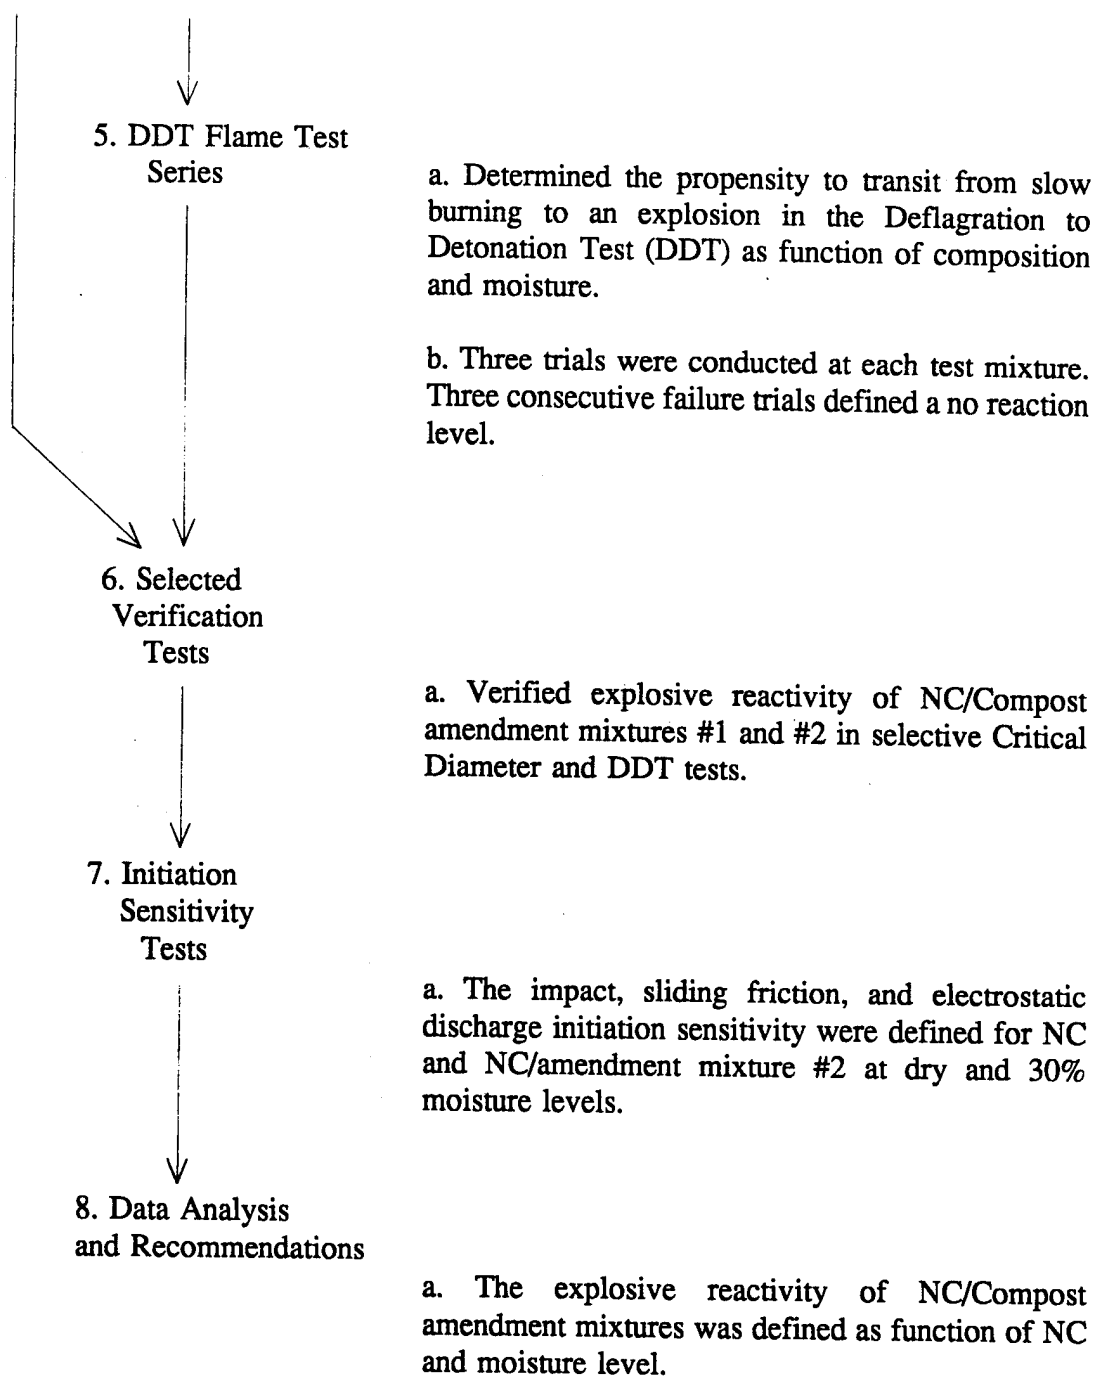 5. DDT Flame Test
Series
a. Determined the propensity to transit from slow
burning to an explosion in the Deflagration to
Detonation Test (DDT) as function of composition
and moisture.
b. Three trials were conducted at each test mixture.
Three consecutive failure trials defined a no reaction
level.
6. Selected
Verification
Tests
a. Verified explosive reactivity of NC/Compost
amendment mixtures #1 and #2 in selective Critical
Diameter and DDT tests.
7. Initiation
Sensitivity
Tests
a. The impact, sliding friction, and electrostatic
discharge initiation sensitivity were defined for NC
and NC/amendment mixture #2 at dry and 30%
moisture levels.
8. Data Analysis
and Recommendations
a. The explosive reactivity of NC/Compost
amendment mixtures was defined as function of NC
and moisture level.